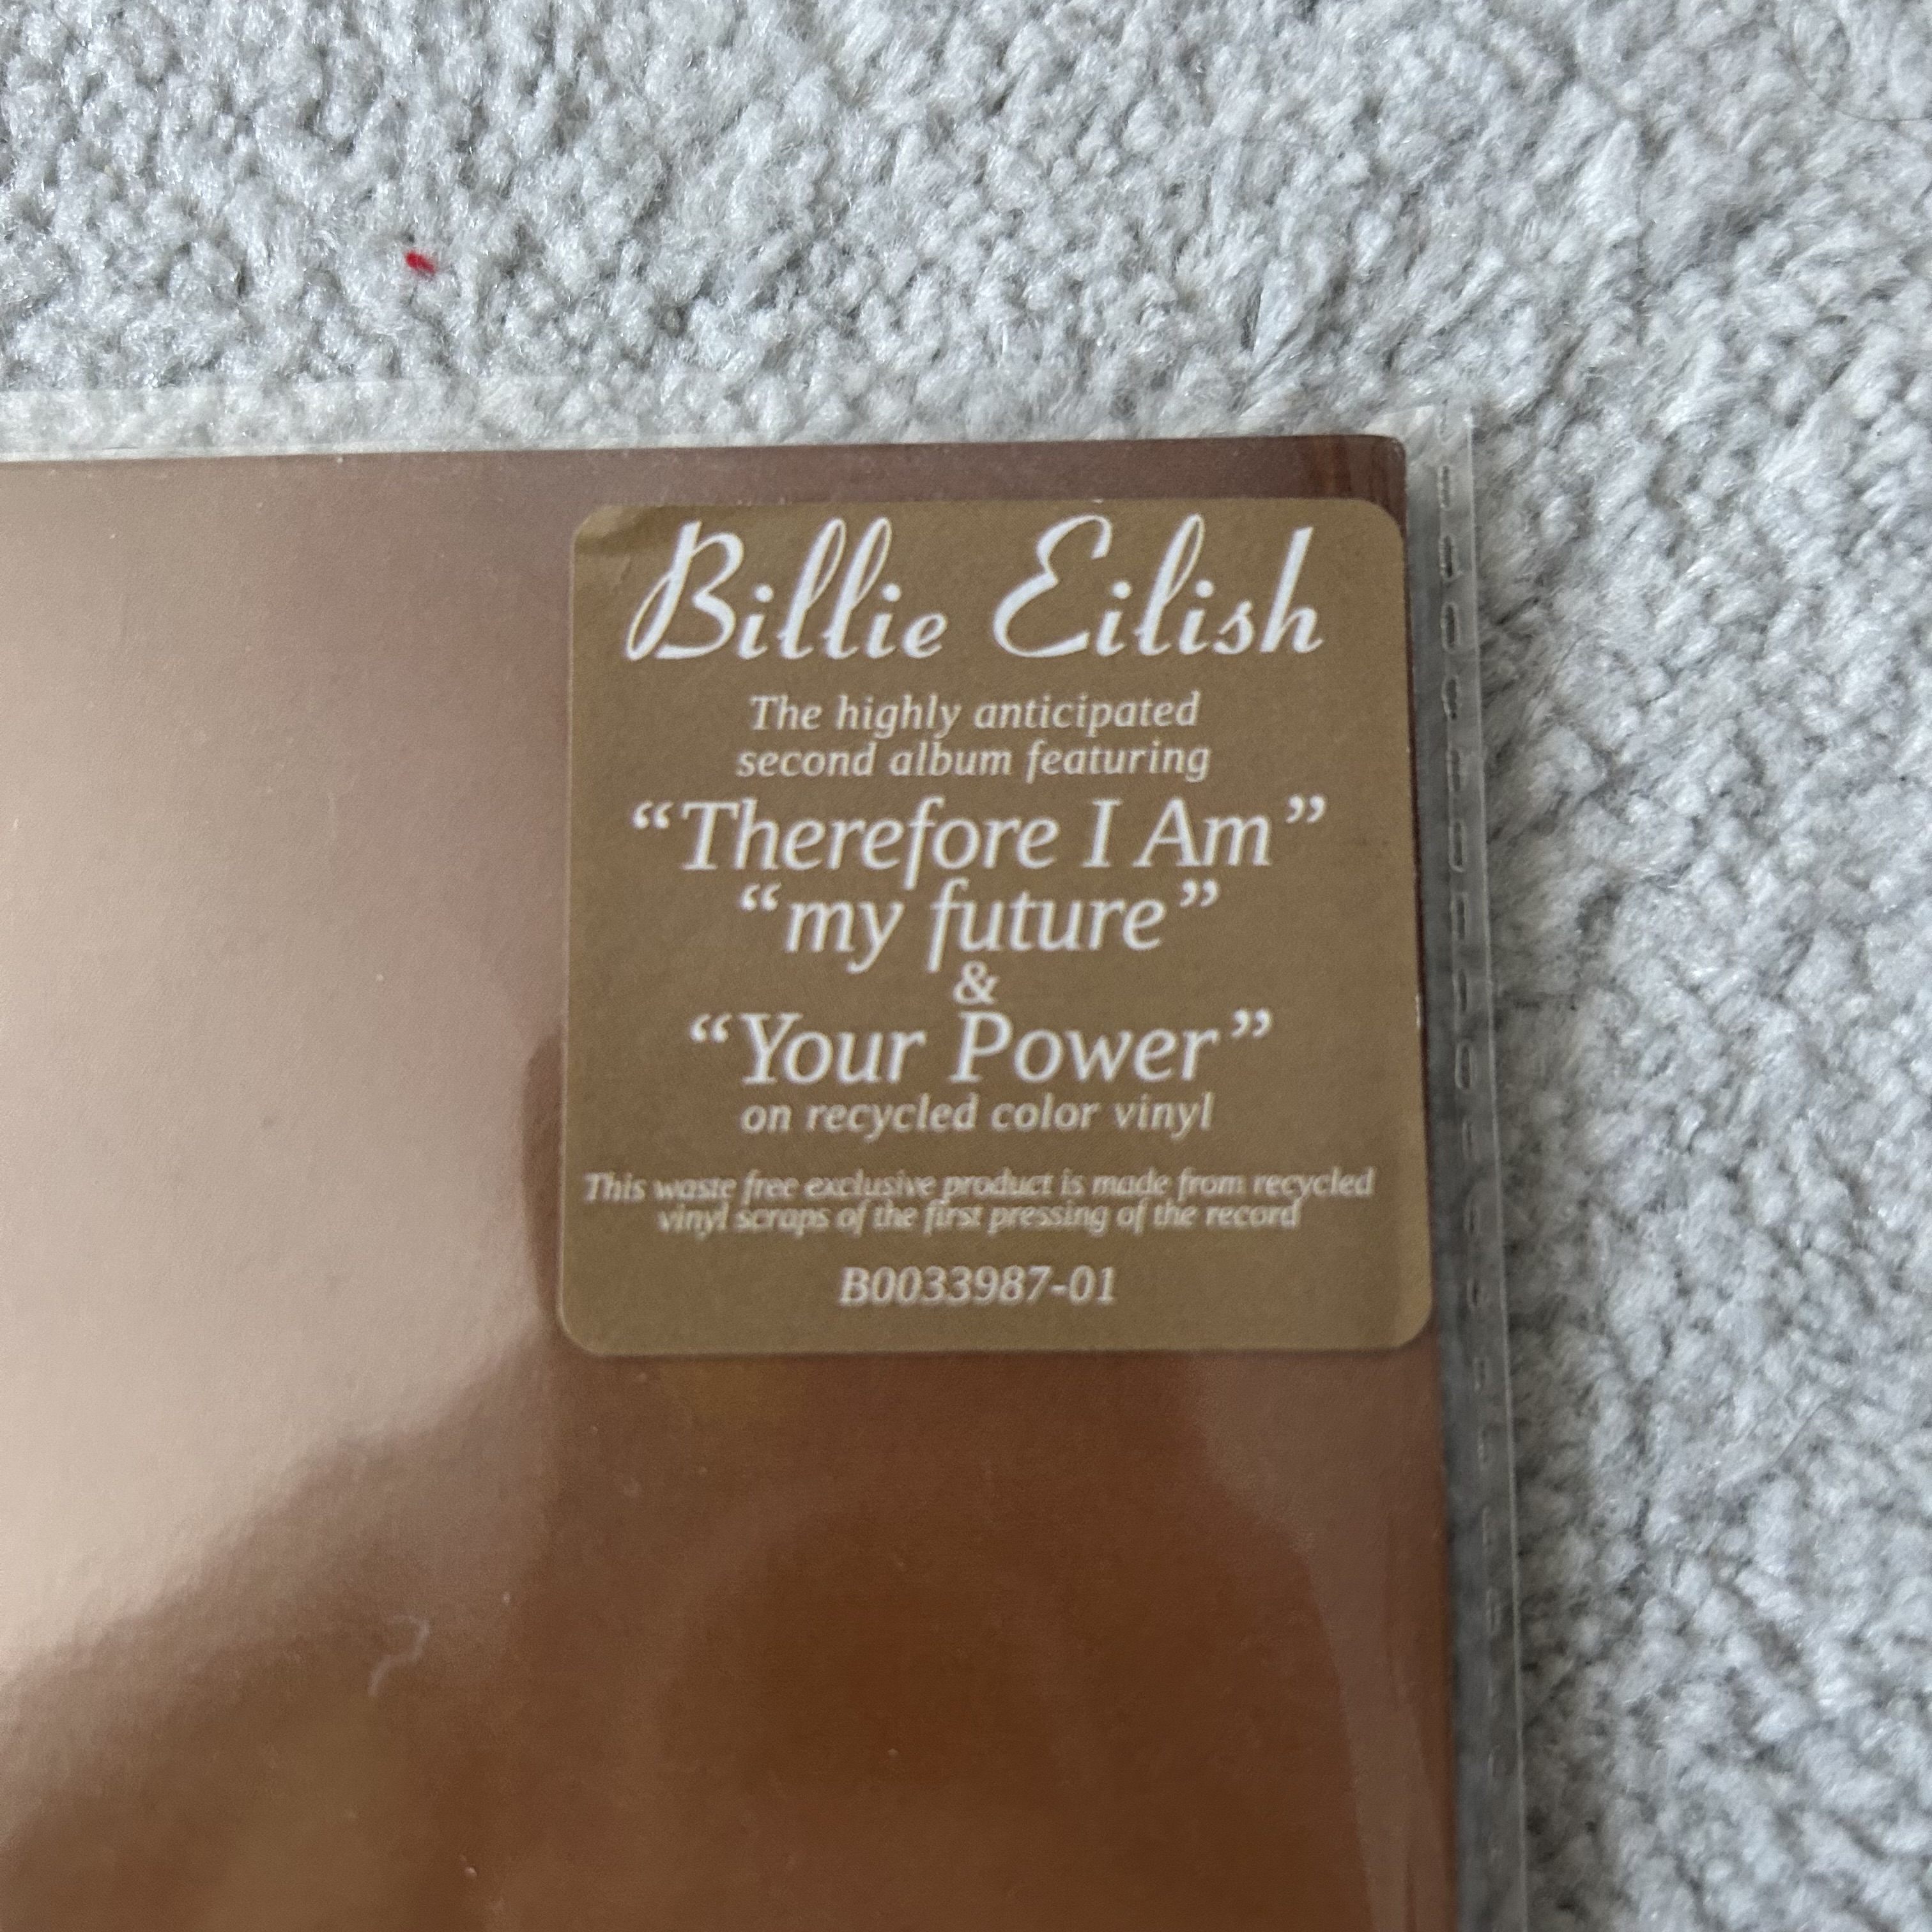 Billie Eilish
The highly anticipated
second album featuring
“Therefore I Am”
“my future”
&
“Your Power”
on recycled color vinyl
This waste free exclusive product is made from recycled
vinyl scraps of the first pressing of the record
B0033987-01